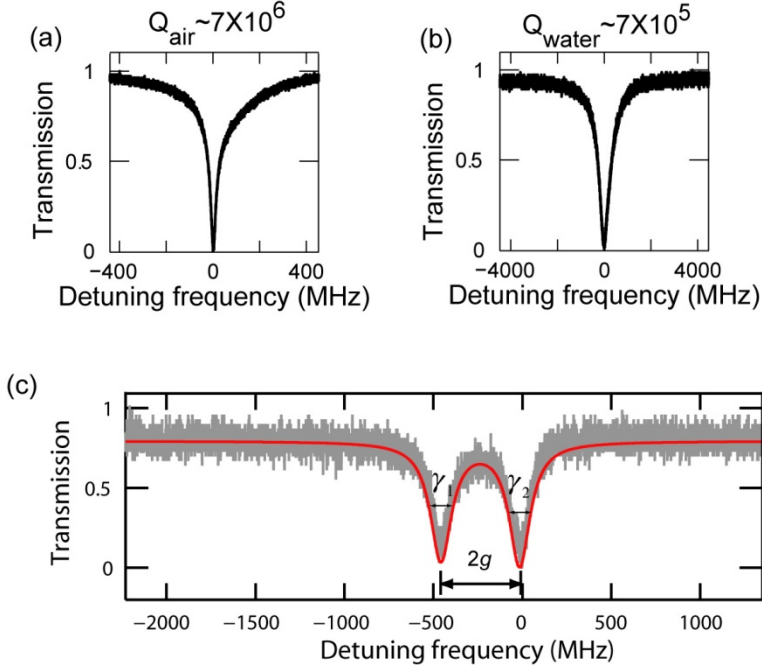 (a) Q_air~7X10^6
Transmission
1
0.5
0
−400 0 400
Detuning frequency (MHz)
(b) Q_water~7X10^5
Transmission
1
0.5
0
−4000 0 4000
Detuning frequency (MHz)
(c)
Transmission
1
0.5
0
γ_1 γ_2
2g
−2000 −1500 −1000 −500 0 500 1000
Detuning frequency (MHz)